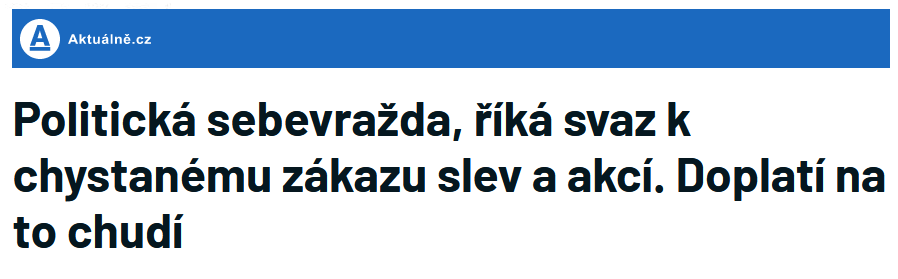 Aktuálně.cz
Politická sebevražda, říká svaz k
chystanému zákazu slev a akcí. Doplatí na
to chudí